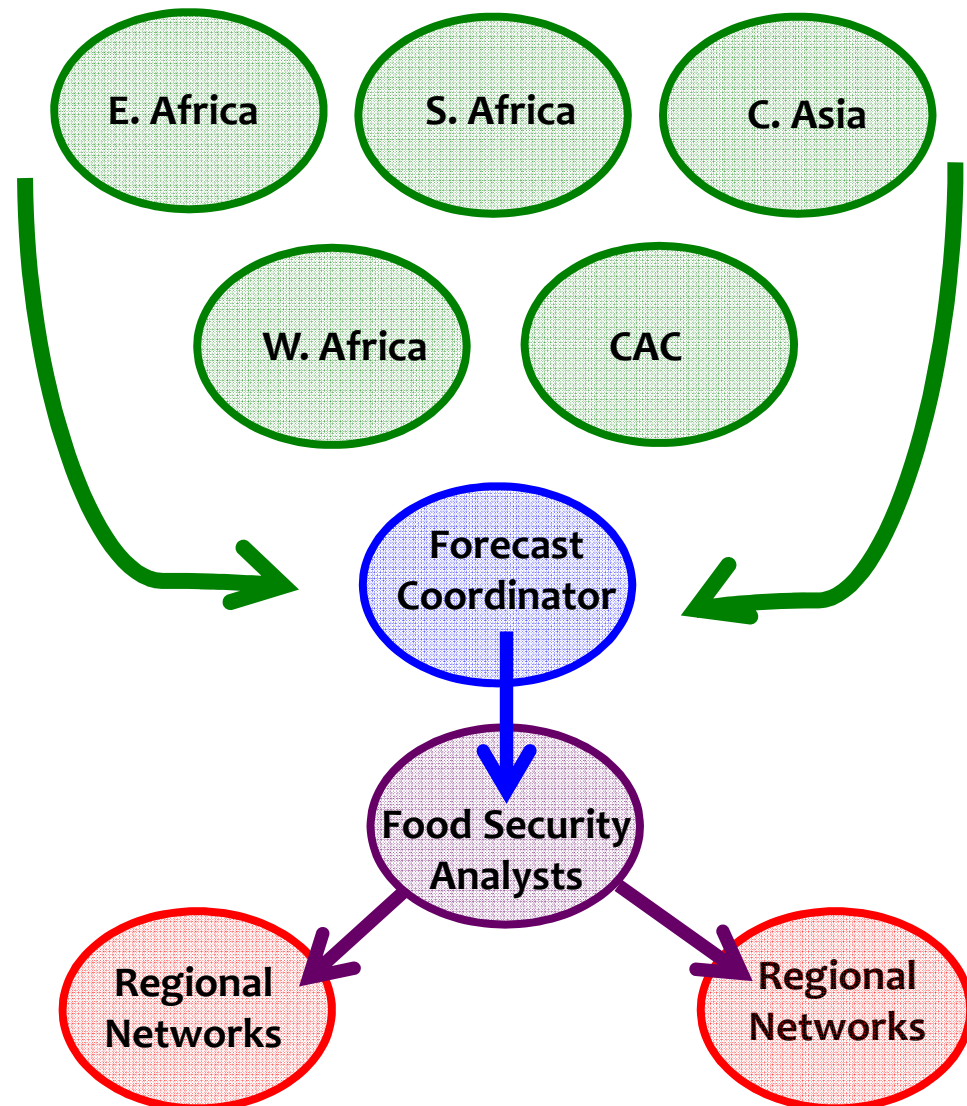 E. Africa
S. Africa
C. Asia
W. Africa
CAC
Forecast
Coordinator
Food Security
Analysts
Regional
Networks
Regional
Networks